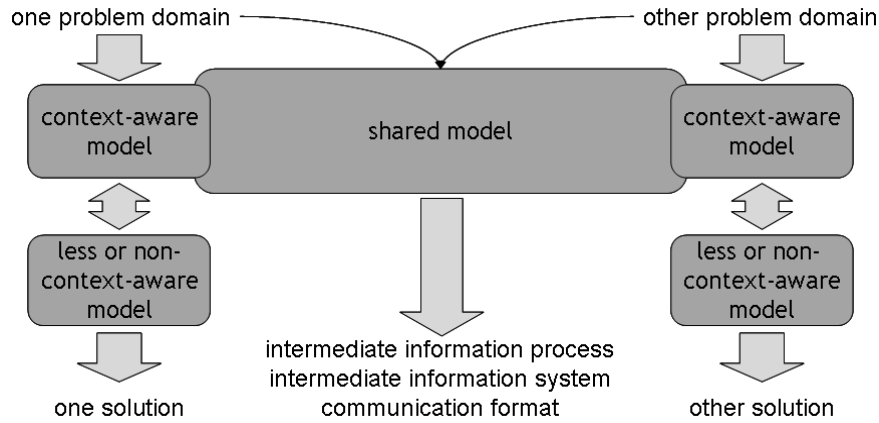 one problem domain
other problem domain
context-aware
model
shared model
context-aware
model
less or non-
context-aware
model
less or non-
context-aware
model
intermediate information process
intermediate information system
communication format
one solution
other solution